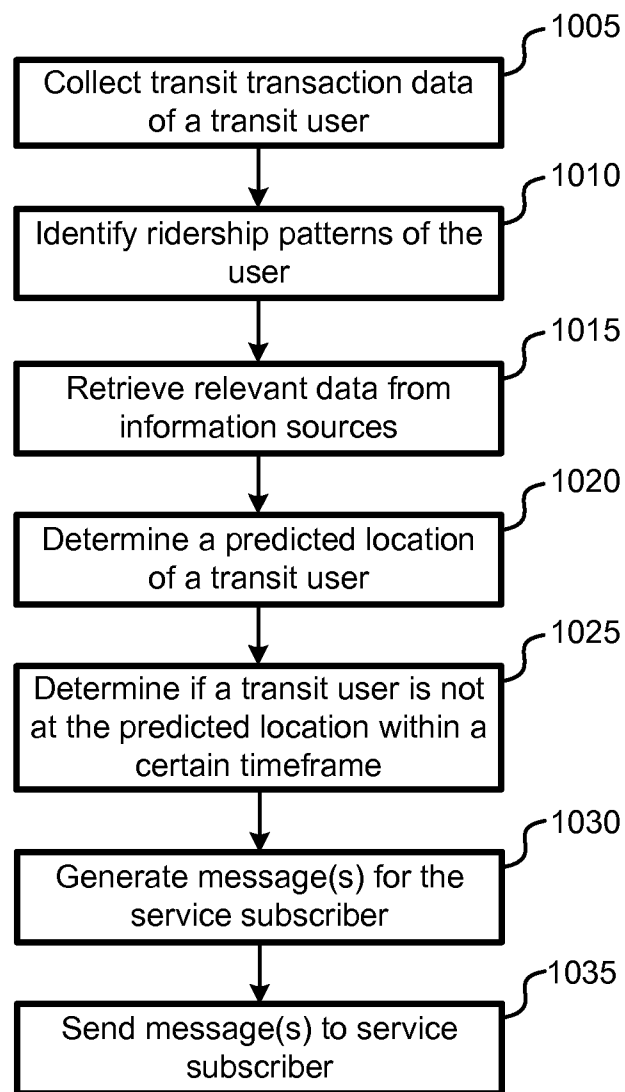 1005
Collect transit transaction data
of a transit user
1010
Identify ridership patterns of the
user
1015
Retrieve relevant data from
information sources
1020
Determine a predicted location
of a transit user
1025
Determine if a transit user is not
at the predicted location within a
certain timeframe
1030
Generate message(s) for the
service subscriber
1035
Send message(s) to service
subscriber